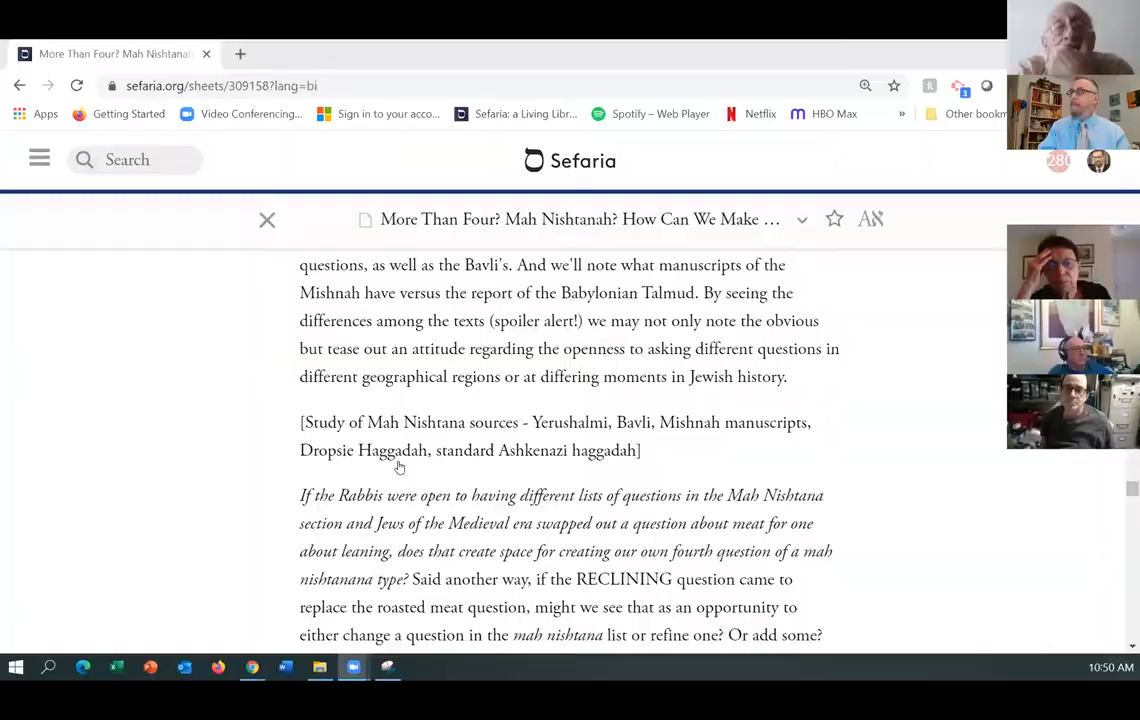 More Than Four? Mah Nishtanah
sefaria.org/sheets/309158?lang=bi
3
Apps Getting Started Video Conferencing... Sign in to your acco... Sefaria: a Living Libr... Spotify – Web Player Netflix HBO Max » Other bookm
Search
Sefaria
More Than Four? Mah Nishtanah? How Can We Make ...
Aא
questions, as well as the Bavli's. And we'll note what manuscripts of the
Mishnah have versus the report of the Babylonian Talmud. By seeing the
differences among the texts (spoiler alert!) we may not only note the obvious
but tease out an attitude regarding the openness to asking different questions in
different geographical regions or at differing moments in Jewish history.
[Study of Mah Nishtana sources - Yerushalmi, Bavli, Mishnah manuscripts,
Dropsie Haggadah, standard Ashkenazi haggadah]
If the Rabbis were open to having different lists of questions in the Mah Nishtana
section and Jews of the Medieval era swapped out a question about meat for one
about leaning, does that create space for creating our own fourth question of a mah
nishtanana type? Said another way, if the RECLINING question came to
replace the roasted meat question, might we see that as an opportunity to
either change a question in the mah nishtana list or refine one? Or add some?
10:50 AM